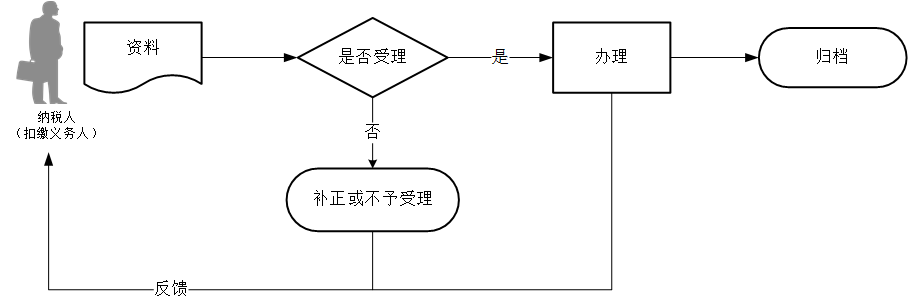 资料
是否受理
是
办理
归档
纳税人
（扣缴义务人）
否
补正或不予受理
反馈